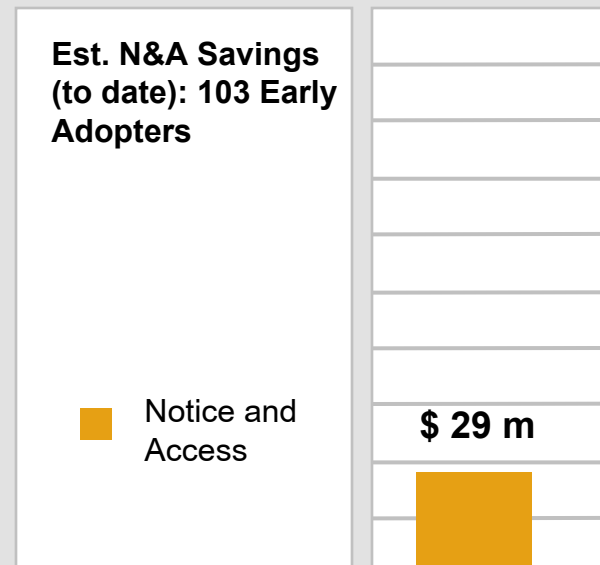 Est. N&A Savings
(to date): 103 Early
Adopters
Notice and
Access
$ 29 m